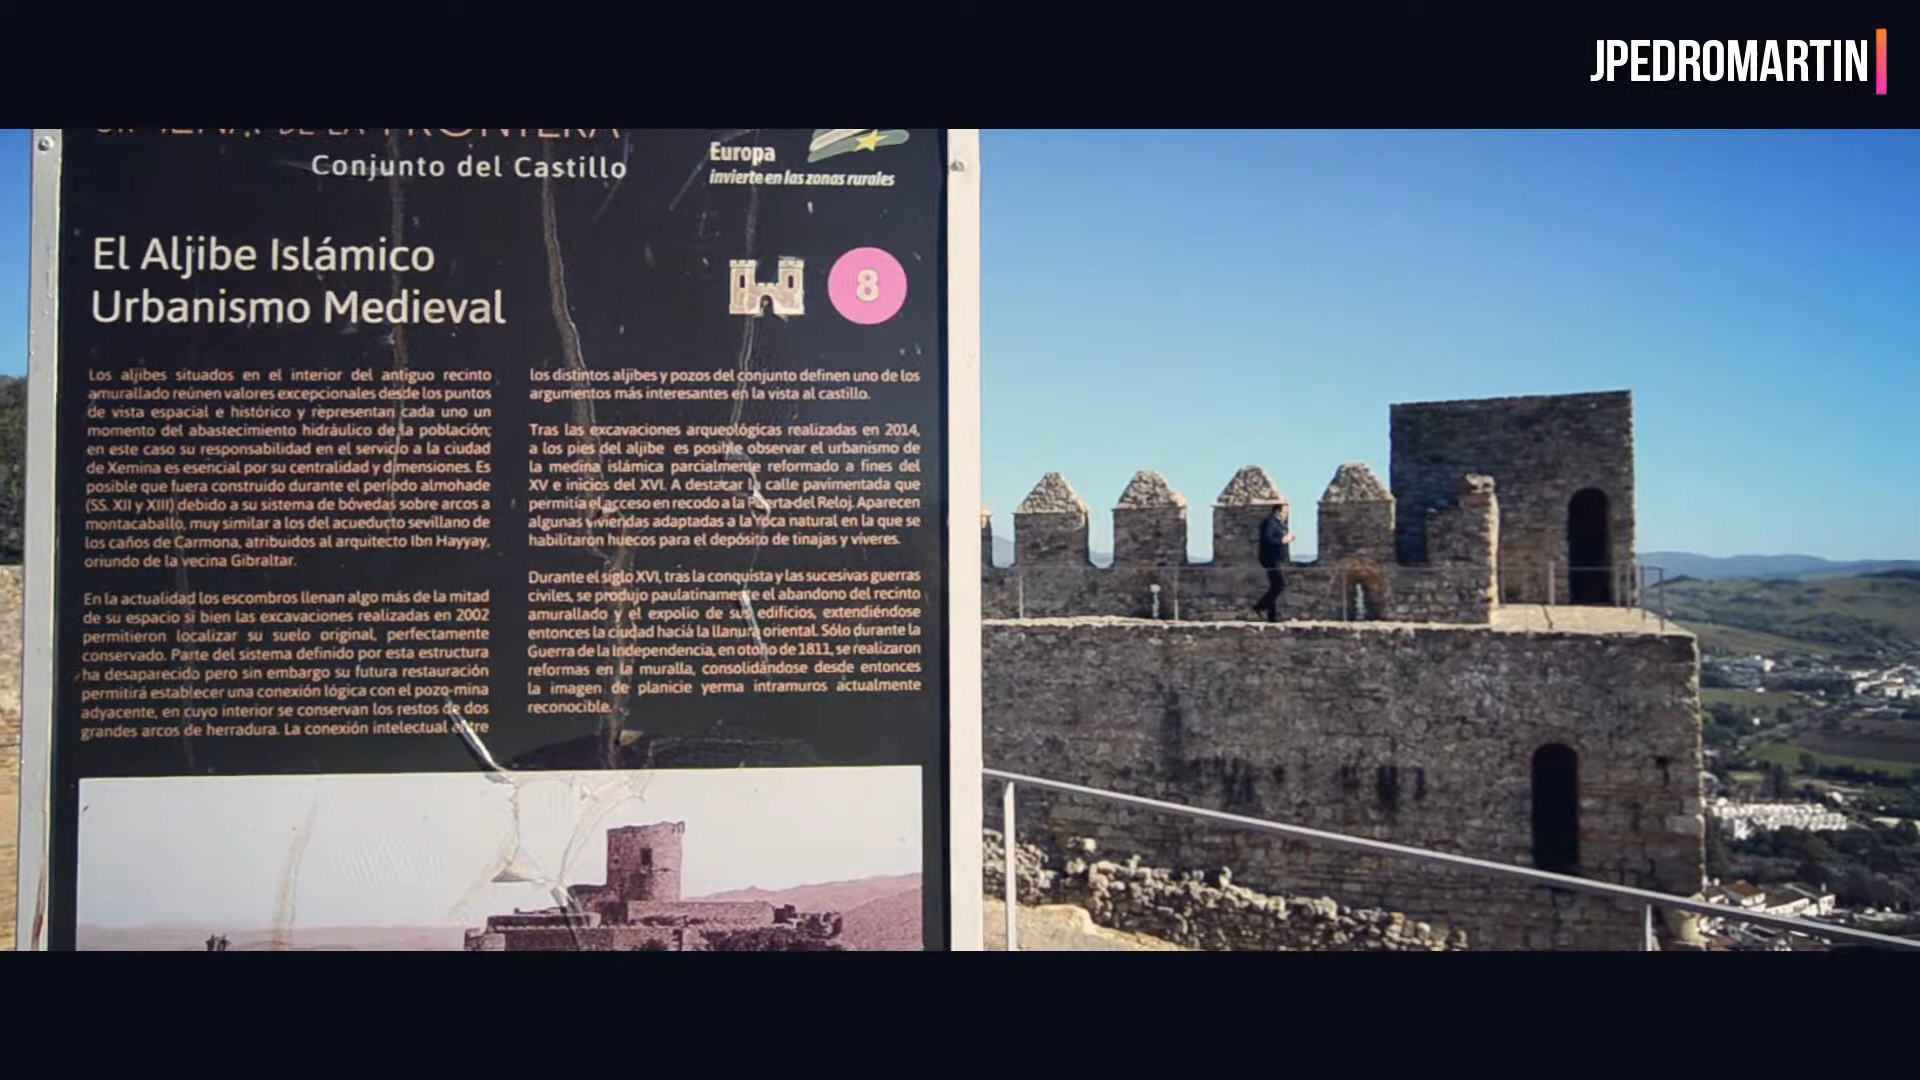 JPEDROMARTIN
DE LA FRONTERA
Conjunto del Castillo
Europa
invierte en las zonas rurales
El Aljibe Islámico
Urbanismo Medieval
8
Los aljibes situados en el interior del antiguo recinto
amurallado reúnen valores excepcionales desde los puntos
de vista espacial e histórico y representan cada uno un
momento del abastecimiento hidráulico de la población;
en este caso su responsabilidad en el servicio a la ciudad
de Xemina es esencial por su centralidad y dimensiones. Es
posible que fuera construido durante el período almohade
(SS. XII y XIII) debido a su sistema de bóvedas sobre arcos a
montacaballo, muy similar a los del acueducto sevillano de
los caños de Carmona, atribuidos al arquitecto Ibn Hayyay,
oriundo de la vecina Gibraltar.
En la actualidad los escombros llenan algo más de la mitad
de su espacio si bien las excavaciones realizadas en 2002
permitieron localizar su suelo original, perfectamente
conservado. Parte del sistema definido por esta estructura
ha desaparecido pero sin embargo su futura restauración
permitirá establecer una conexión lógica con el pozo-mina
adyacente, en cuyo interior se conservan los restos de dos
grandes arcos de herradura. La conexión intelectual entre
los distintos aljibes y pozos del conjunto definen uno de los
argumentos más interesantes en la vista al castillo.
Tras las excavaciones arqueológicas realizadas en 2014,
a los pies del aljibe es posible observar el urbanismo de
la medina islámica parcialmente reformado a fines del
XV e inicios del XVI. A destacar la calle pavimentada que
permitía el acceso en recodo a la Puerta del Reloj. Aparecen
algunas viviendas adaptadas a la roca natural en la que se
habilitaron huecos para el depósito de tinajas y víveres.
Durante el siglo XVI, tras la conquista y las sucesivas guerras
civiles, se produjo paulatinamente el abandono del recinto
amurallado y el expolio de sus edificios, extendiéndose
entonces la ciudad hacia la llanura oriental. Sólo durante la
Guerra de la Independencia, en otoño de 1811, se realizaron
reformas en la muralla, consolidándose desde entonces
la imagen de planicie yerma intramuros actualmente
reconocible.